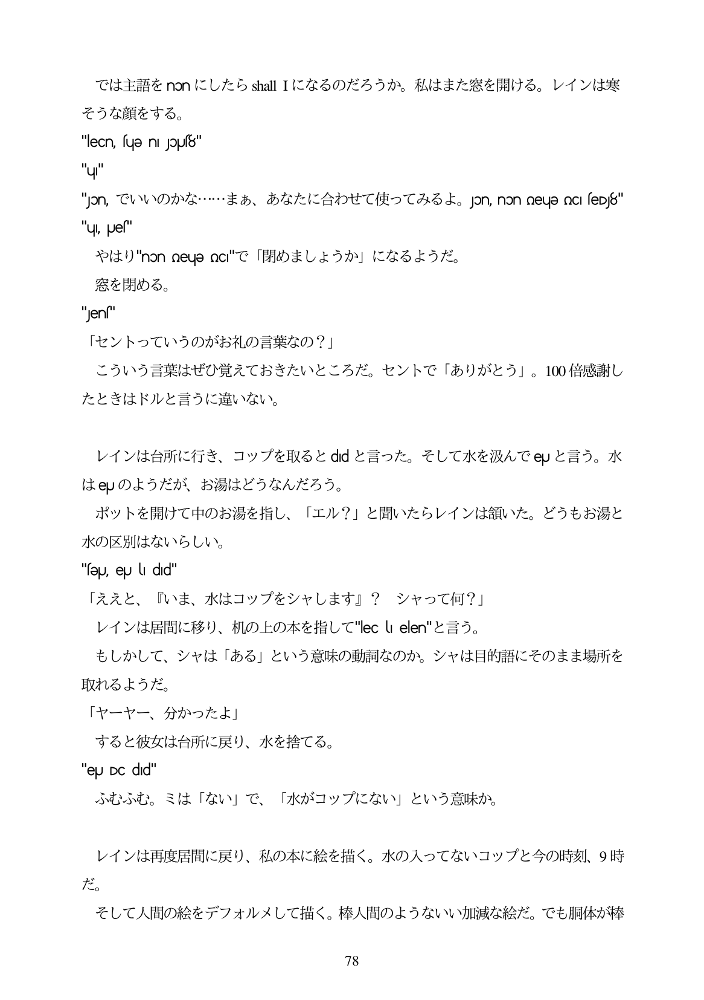 では主語を nɔn にしたら shall I になるのだろうか。私はまた窓を開ける。レインは寒
そうな顔をする。
"lecn, ʃyə nı ȷɔµʃ8"
"yı"
"ȷɔn, でいいのかな……まぁ、あなたに合わせて使ってみるよ。ȷɔn, nɔn ΩeyəΩcı ʃeDȷ8"
"yı, µeʃ"
やはり"nɔn Ωeyə Ωcı"で「閉めましょうか」になるようだ。
窓を閉める。
"ȷenʃ"
「セントっていうのがお礼の言葉なの？」
こういう言葉はぜひ覚えておきたいところだ。セントで「ありがとう」。100 倍感謝し
たときはドルと言うに違いない。
レインは台所に行き、コップを取ると dıd と言った。そして水を汲んで eµ と言う。水
は eµ のようだが、お湯はどうなんだろう。
ポットを開けて中のお湯を指し、「エル？」と聞いたらレインは頷いた。どうもお湯と
水の区別はないらしい。
"ʃəµ, eµ lı dıd"
「ええと、『いま、水はコップをシャします』？　シャって何？」
レインは居間に移り、机の上の本を指して"lec lı elen"と言う。
もしかして、シャは「ある」という意味の動詞なのか。シャは目的語にそのまま場所を
取れるようだ。
「ヤーヤー、分かったよ」
すると彼女は台所に戻り、水を捨てる。
"eµ Dc dıd"
ふむふむ。ミは「ない」で、「水がコップにない」という意味か。
レインは再度居間に戻り、私の本に絵を描く。水の入ってないコップと今の時刻、9 時
だ。
そして人間の絵をデフォルメして描く。棒人間のようないい加減な絵だ。でも胴体が棒
78